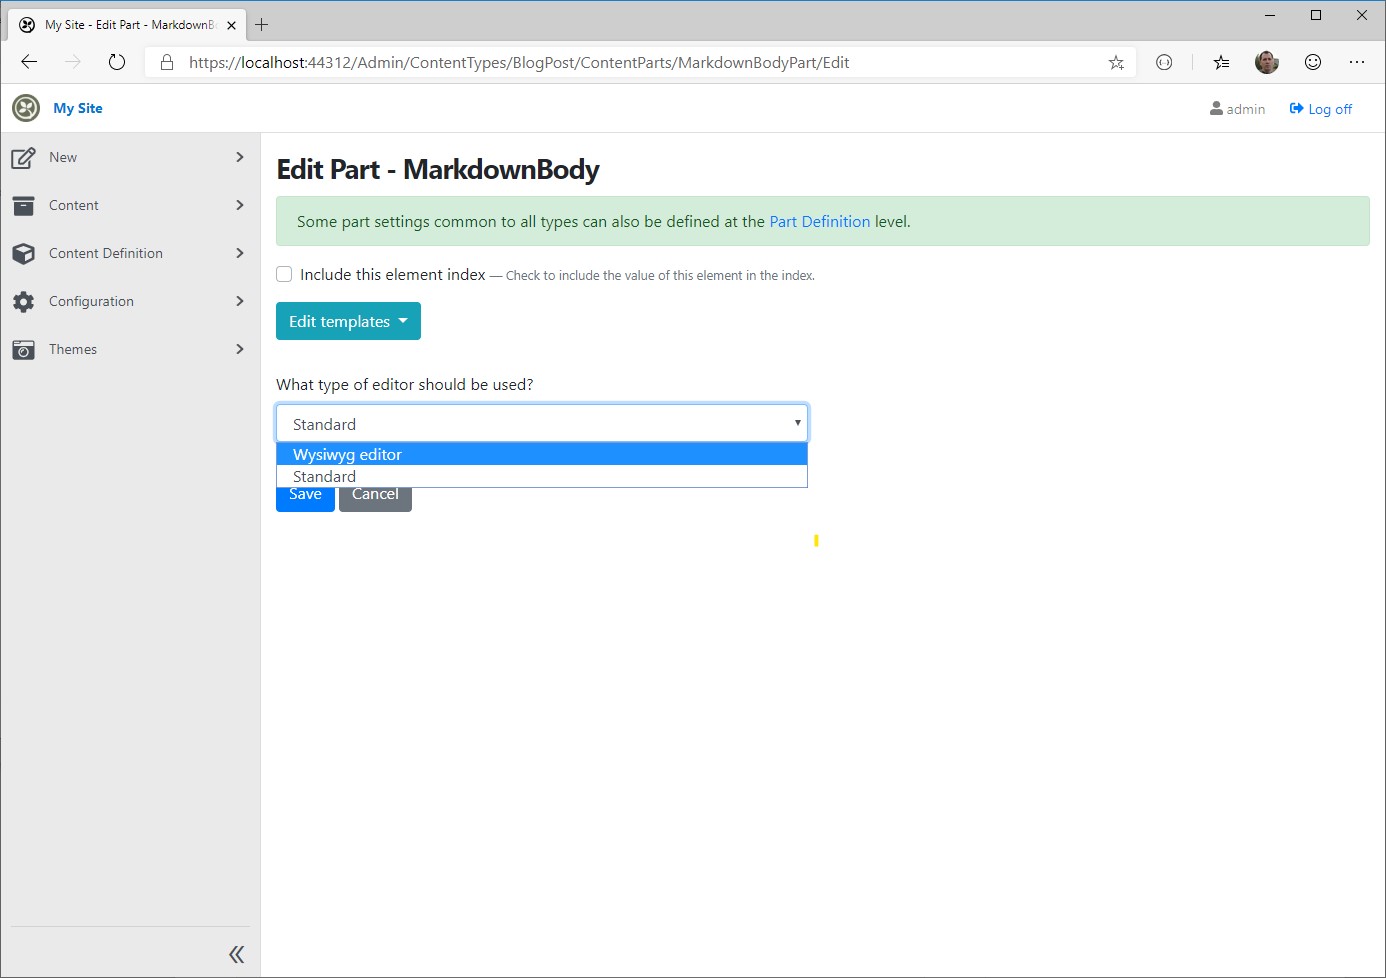 My Site - Edit Part - MarkdownB
https://localhost:44312/Admin/ContentTypes/BlogPost/ContentParts/MarkdownBodyPart/Edit
My Site
admin
Log off
New
Content
Content Definition
Configuration
Themes
Edit Part - MarkdownBody
Some part settings common to all types can also be defined at the Part Definition level.
Include this element index — Check to include the value of this element in the index.
Edit templates
What type of editor should be used?
Standard
Wysiwyg editor
Standard
Save Cancel